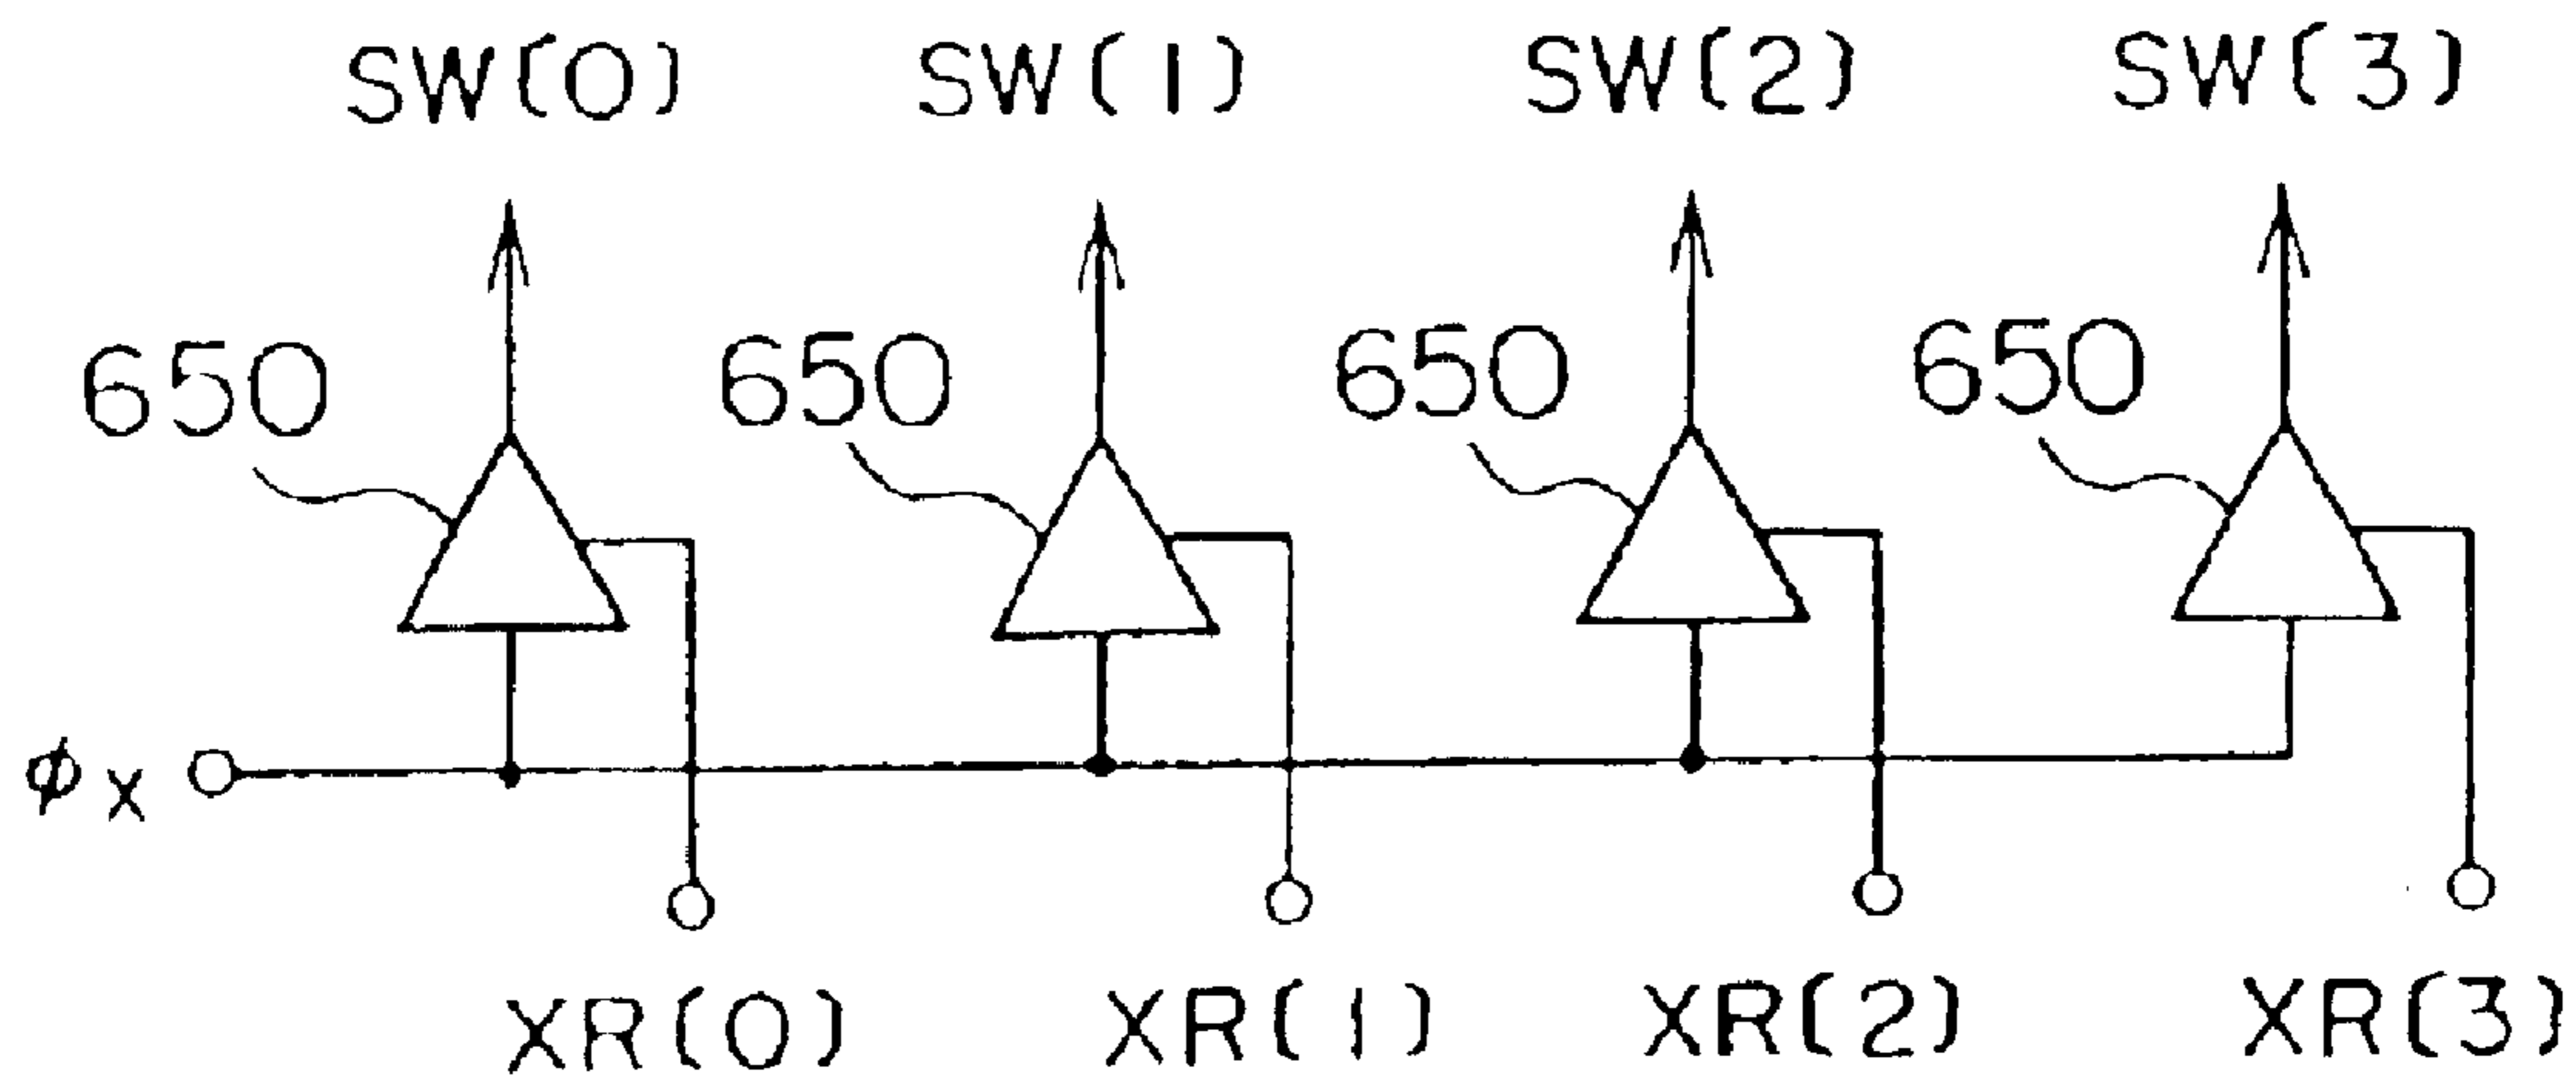 SW(0) SW(1) SW(2) SW(3)
650 650 650 650
φX
XR(0) XR(1) XR(2) XR(3)